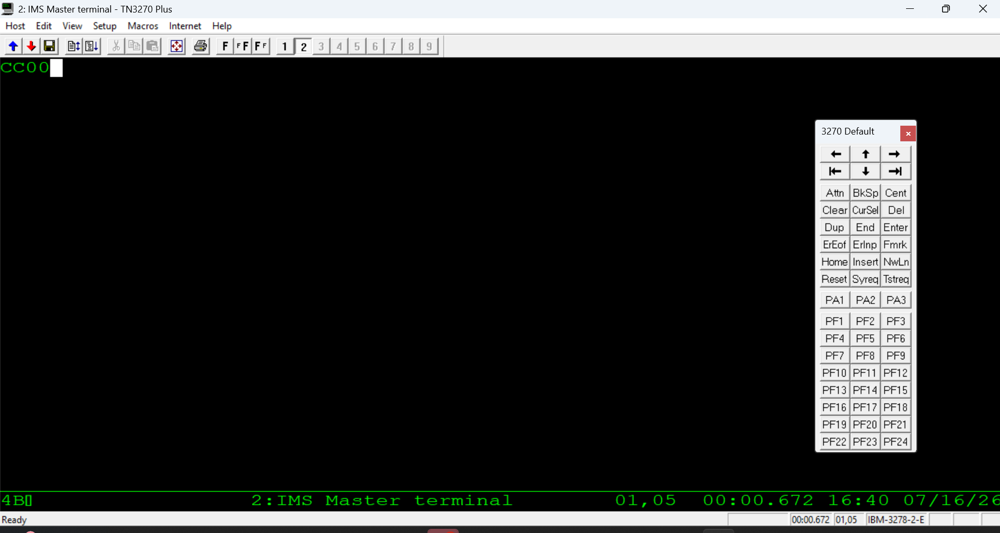 2: IMS Master terminal - TN3270 Plus
Host Edit View Setup Macros Internet Help
F F F F F 1 2 3 4 5 6 7 8 9
CC00
3270 Default
Attn BkSp Cent
Clear CurSel Del
Dup End Enter
ErEof ErInp Fmrk
Home Insert NwLn
Reset Syreq Tstreq
PA1 PA2 PA3
PF1 PF2 PF3
PF4 PF5 PF6
PF7 PF8 PF9
PF10 PF11 PF12
PF13 PF14 PF15
PF16 PF17 PF18
PF19 PF20 PF21
PF22 PF23 PF24
4B 2:IMS Master terminal 01,05 00:00.672 16:40 07/16/26
Ready 00:00.672 01,05 IBM-3278-2-E